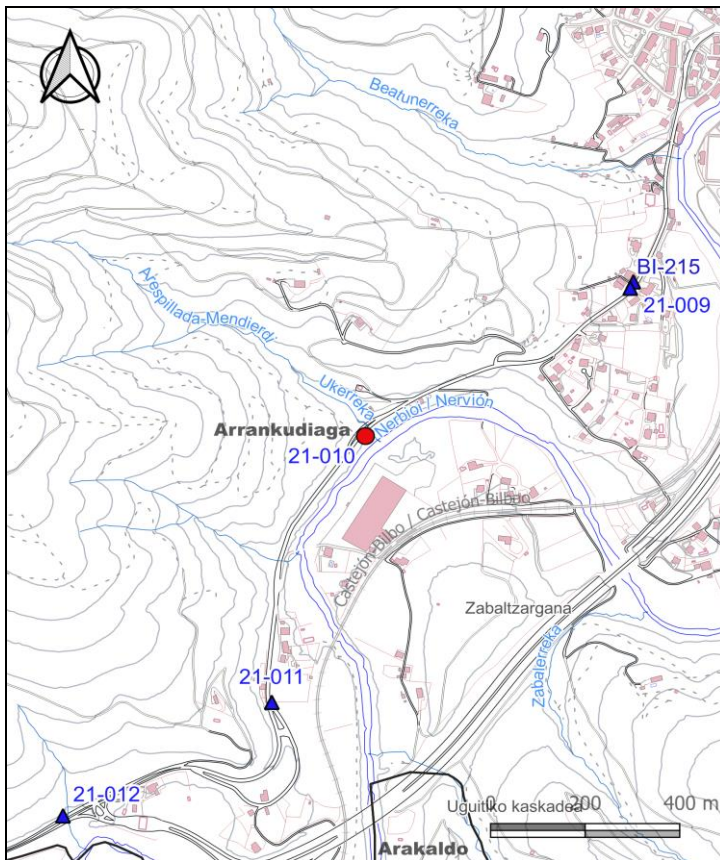 Beatunerreka
BI-215
21-009
Arespillada-Mendierdi
Ukerreka
Nerbioi / Nervión
Arrankudiaga
21-010
Castejón-Bilbo / Castejón-Bilbao
Zabaltzargana
Zabalerreka
21-011
21-012
0 200 400 m
Uguitiko kaskadea
Arakaldo